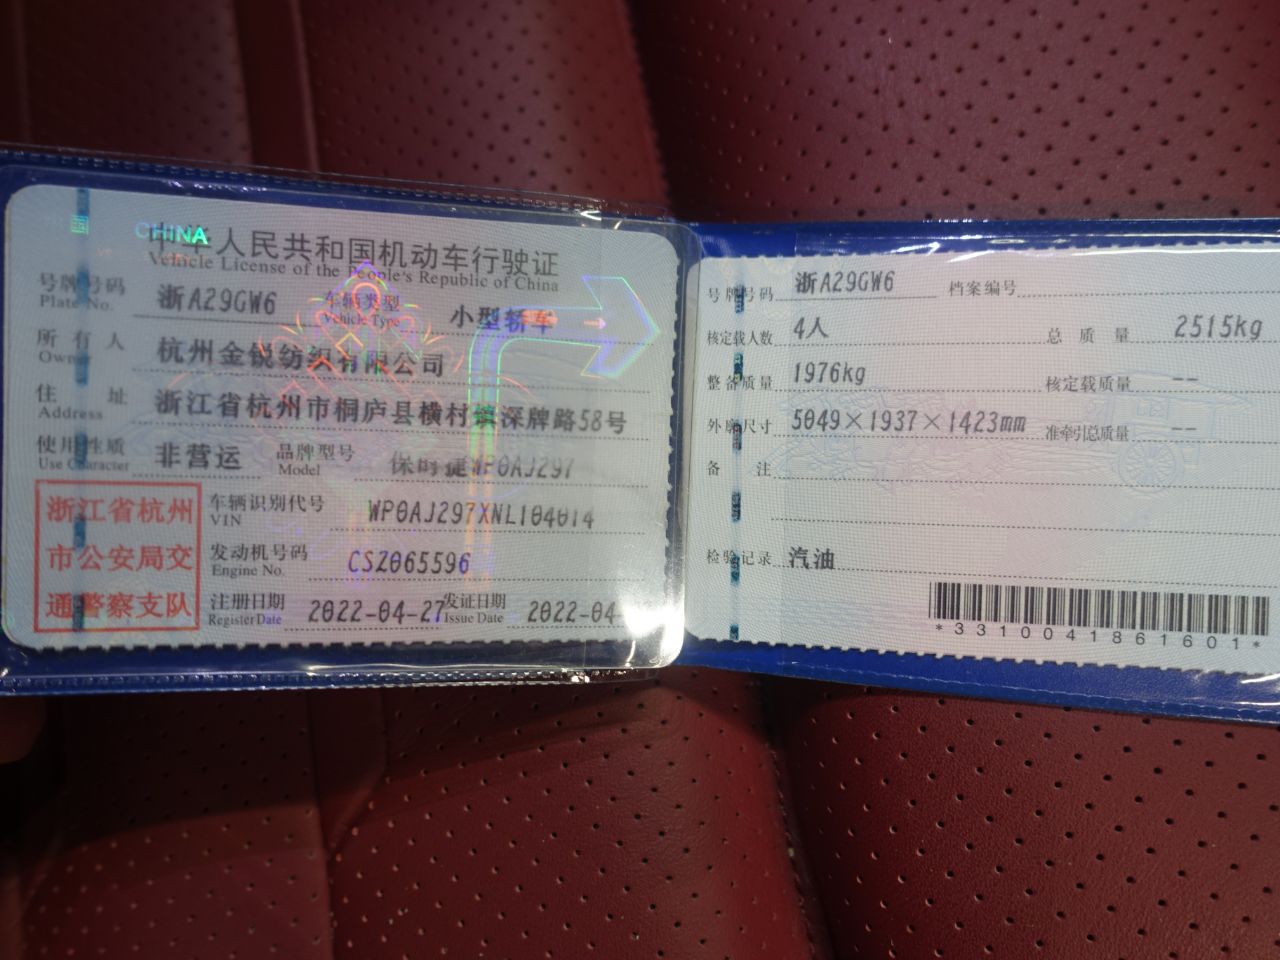 CHINA
中华人民共和国机动车行驶证
Vehicle License of the People's Republic of China
号牌号码 浙A29GW6 车辆类型 小型轿车
Plate No. Vehicle Type
所有人 杭州金锐纺织有限公司
Owner
住址 浙江省杭州市桐庐县横村镇深牌路58号
Address
使用性质 非营运 品牌型号 保时捷WP0AJ297
Use Character Model
浙江省杭州
市公安局交
通警察支队
车辆识别代号 WP0AJ297XNL104014
VIN
发动机号码 CSZ065596
Engine No.
注册日期 2022-04-27 发证日期 2022-04-
Register Date Issue Date
号牌号码 浙A29GW6 档案编号
核定载人数 4人 总质量 2515kg
整备质量 1976kg 核定载质量 --
外廓尺寸 5049×1937×1423mm 准牵引总质量 --
备注
检验记录 汽油
*3310041861601*